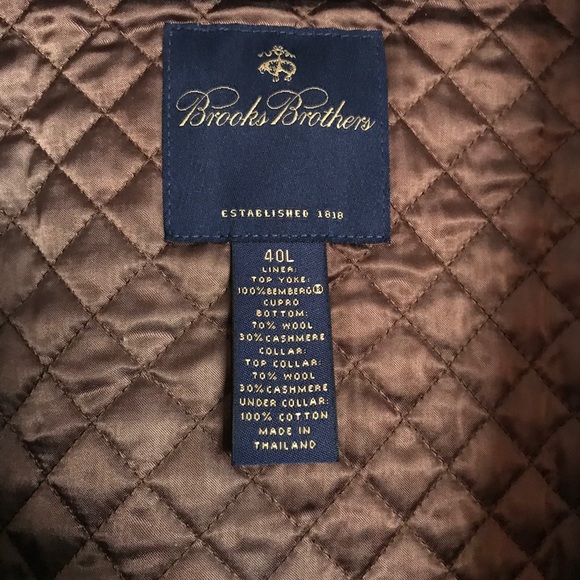 Brooks Brothers
ESTABLISHED 1818
40L
LINER:
TOP YOKE:
100%BEMBERG®
CUPRO
BOTTOM:
70% WOOL
30%CASHMERE
COLLAR:
TOP COLLAR:
70% WOOL
30%CASHMERE
UNDER COLLAR:
100% COTTON
MADE IN
THAILAND